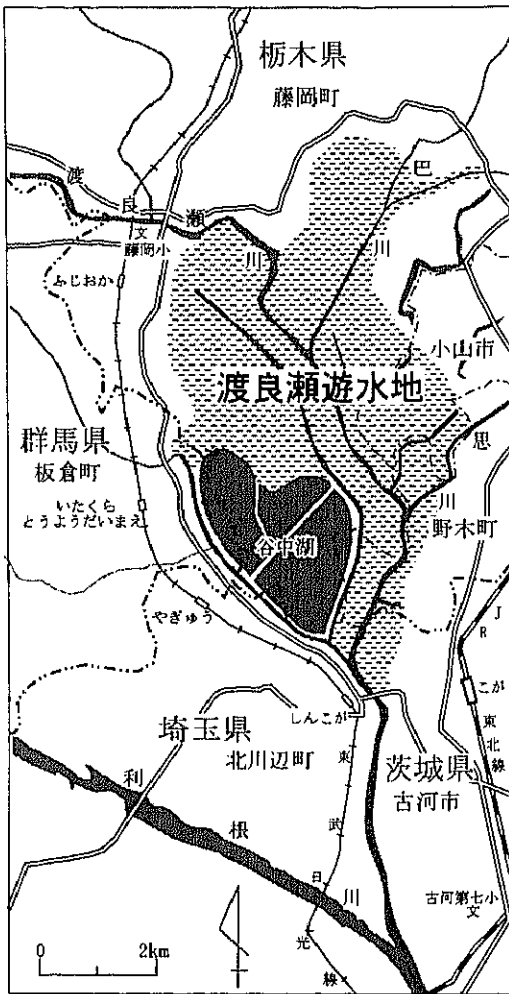 栃木県
藤岡町
渡良瀬川
巴川
文
藤岡小
ふじおか
小山市
渡良瀬遊水地
群馬県
板倉町
思川
いたくら
とうようだいまえ
谷中湖
野木町
やぎゅう
JR東北線
こが
しんこが
埼玉県
北川辺町
茨城県
古河市
東武日光線
利根川
古河第七小
文
0 2km